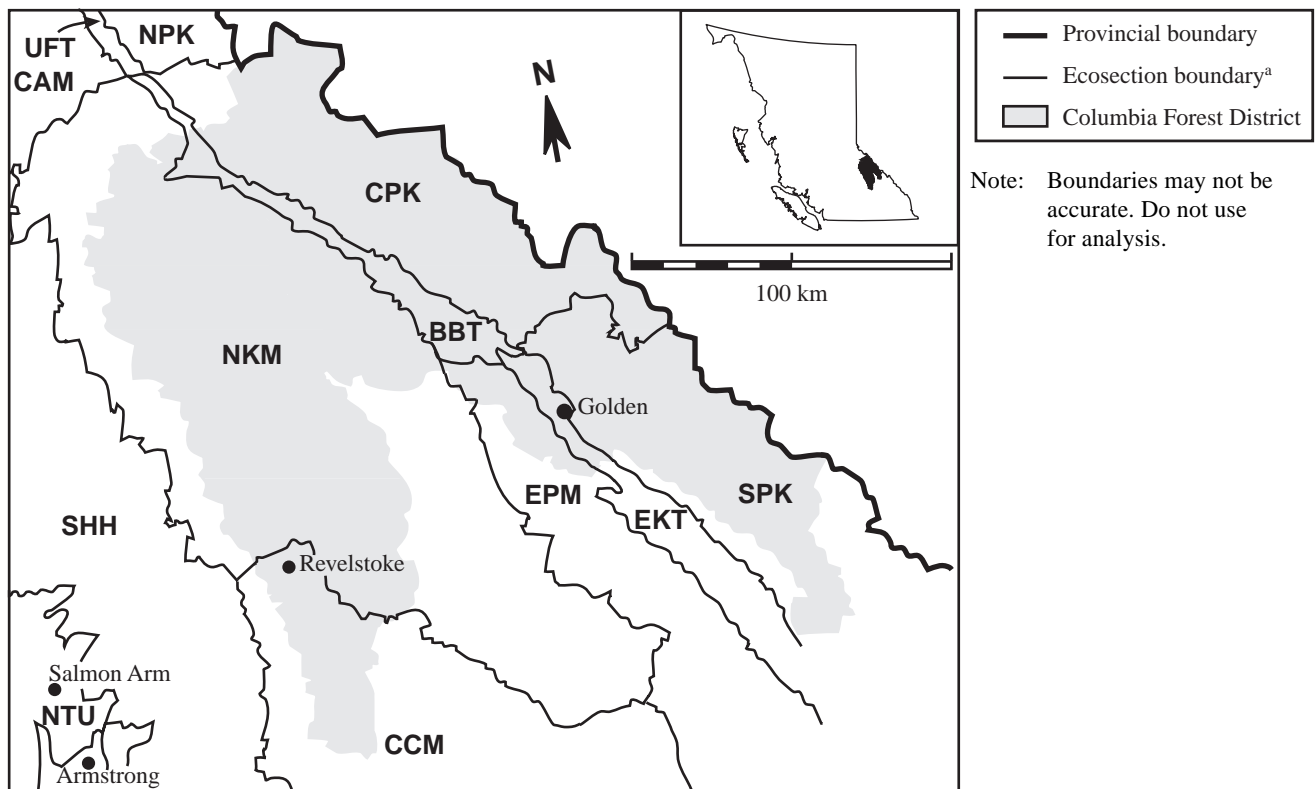 UFT
NPK
CAM
N
CPK
100 km
BBT
NKM
Golden
EPM
SPK
EKT
SHH
Revelstoke
Salmon Arm
NTU
CCM
Armstrong
Provincial boundary
Ecosection boundaryᵃ
Columbia Forest District
Note: Boundaries may not be
accurate. Do not use
for analysis.